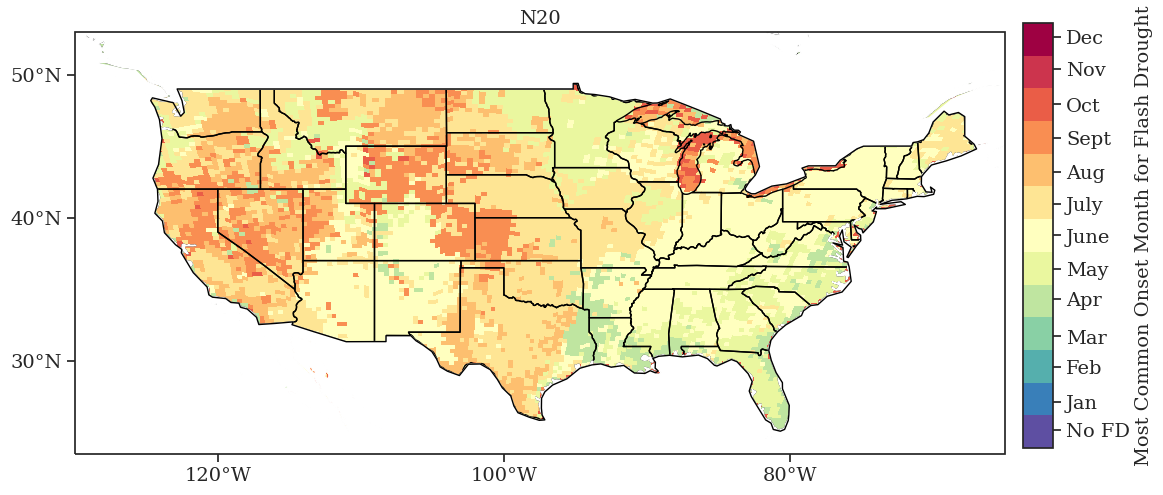 N20
50°N
40°N
30°N
120°W
100°W
80°W
Dec
Nov
Oct
Sept
Aug
July
June
May
Apr
Mar
Feb
Jan
No FD
Most Common Onset Month for Flash Drought